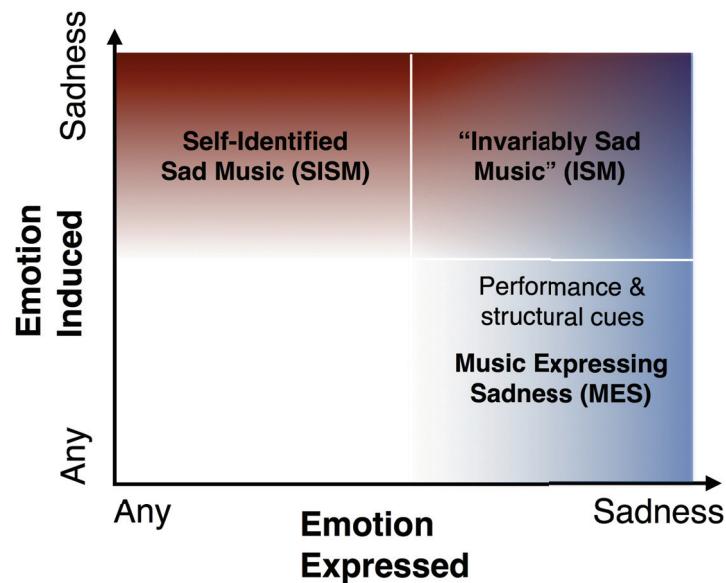 Sadness
Self-Identified
Sad Music (SISM)
“Invariably Sad
Music” (ISM)
Emotion
Induced
Performance &
structural cues
Music Expressing
Sadness (MES)
Any
Any
Sadness
Emotion
Expressed